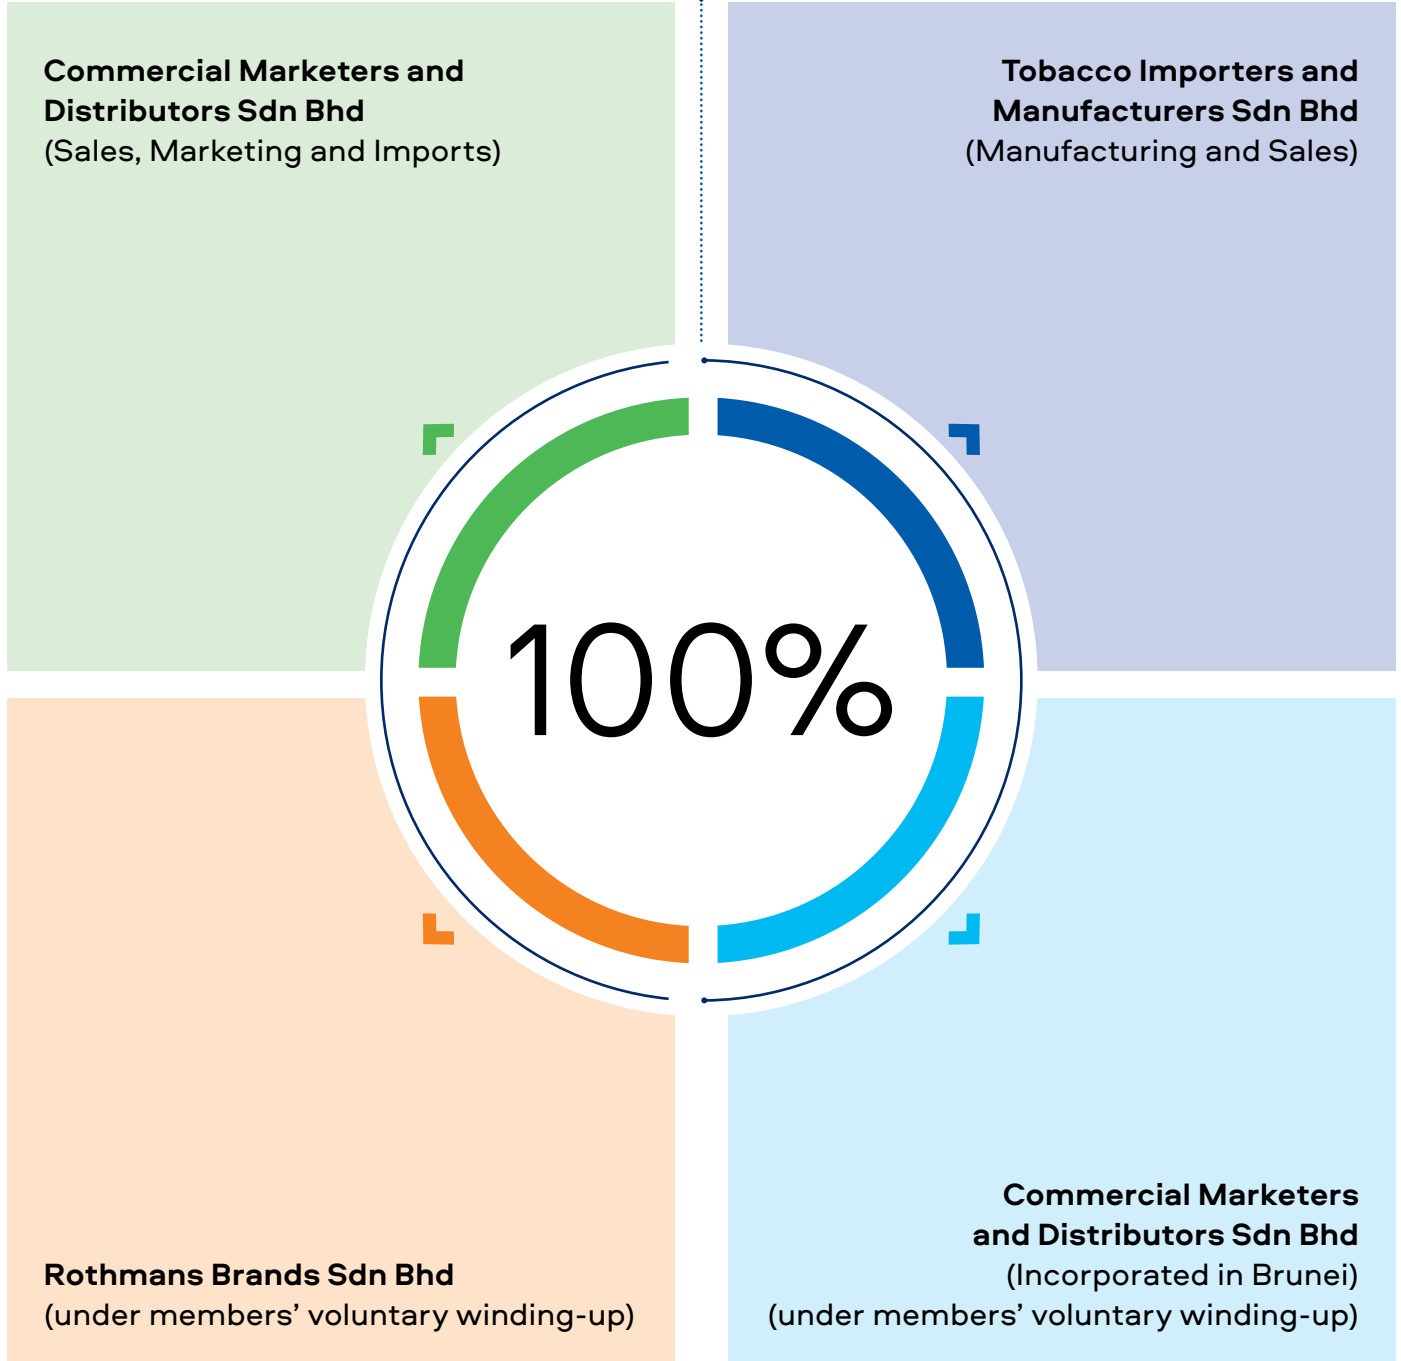 Commercial Marketers and
Distributors Sdn Bhd
(Sales, Marketing and Imports)
Tobacco Importers and
Manufacturers Sdn Bhd
(Manufacturing and Sales)
100%
Rothmans Brands Sdn Bhd
(under members’ voluntary winding-up)
Commercial Marketers
and Distributors Sdn Bhd
(Incorporated in Brunei)
(under members’ voluntary winding-up)